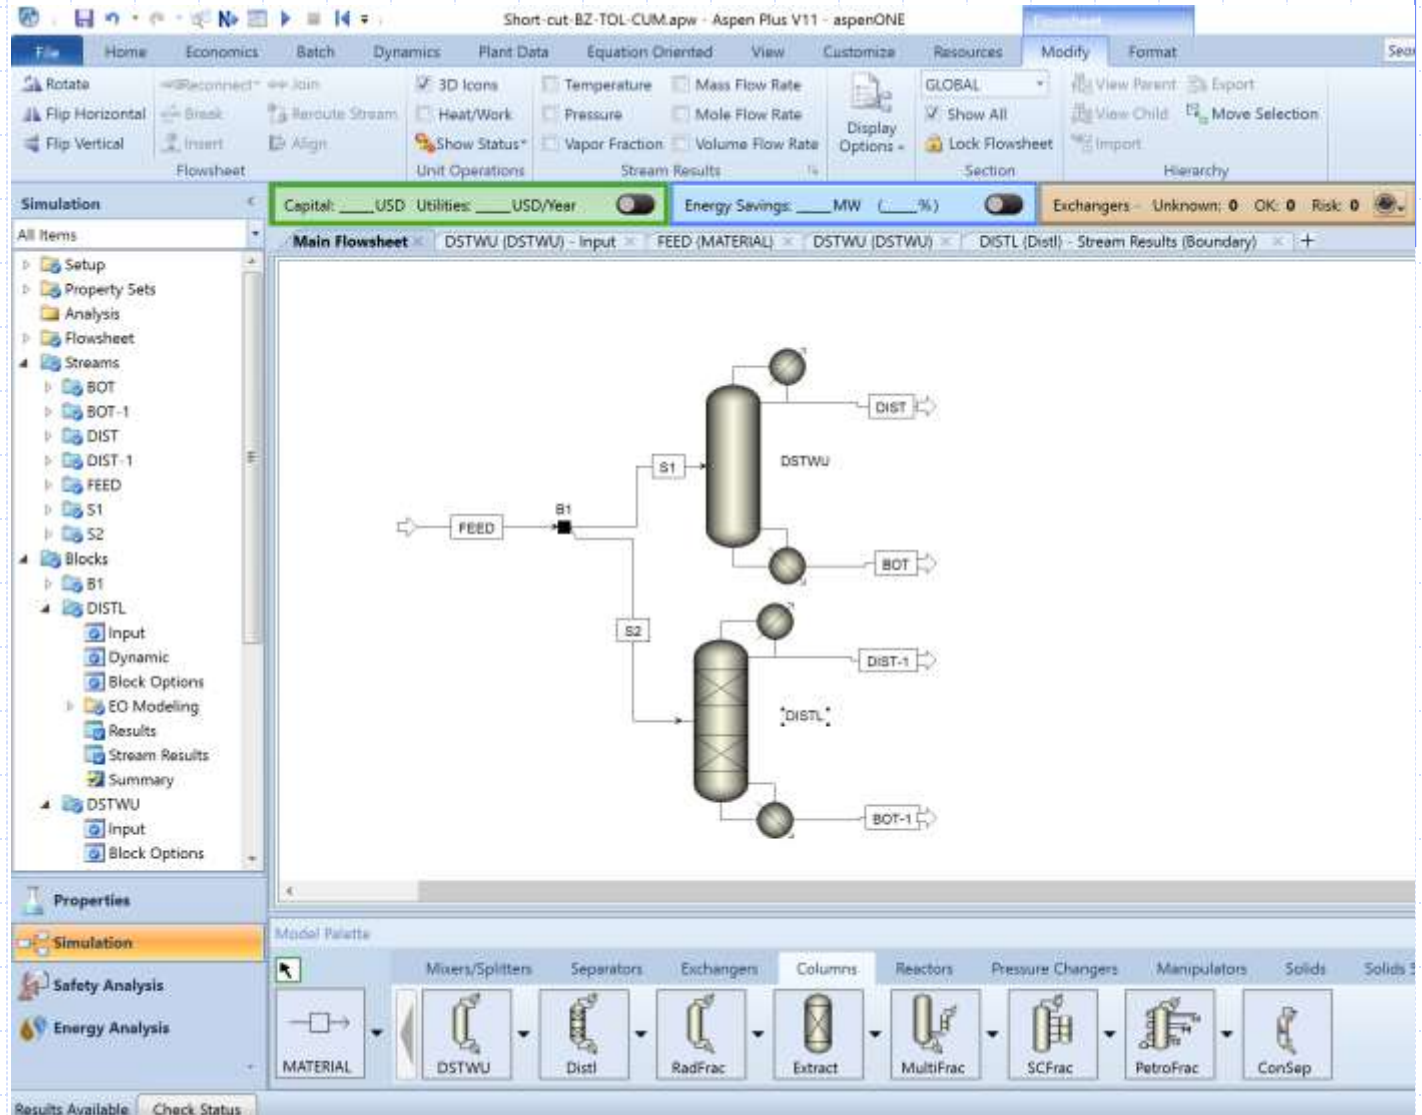 Short-cut-BZ-TOL-CUM.apw - Aspen Plus V11 - aspenONE
File Home Economics Batch Dynamics Plant Data Equation Oriented View Customize Resources Modify Format
Rotate Reconnect Join 3D Icons Temperature Mass Flow Rate GLOBAL View Parent Export
Flip Horizontal Break Reroute Stream Heat/Work Pressure Mole Flow Rate Show All View Child Move Selection
Flip Vertical Insert Align Show Status Vapor Fraction Volume Flow Rate Display Options Lock Flowsheet Import
Flowsheet Unit Operations Stream Results Section Hierarchy
Simulation Capital: ____USD Utilities: ____USD/Year Energy Savings: ____MW (____%) Exchangers - Unknown: 0 OK: 0 Risk: 0
All Items Main Flowsheet DSTWU (DSTWU) - Input FEED (MATERIAL) DSTWU (DSTWU) DISTL (Distl) - Stream Results (Boundary) +
Setup
Property Sets
Analysis
Flowsheet
Streams
BOT
BOT-1
DIST
DIST-1
FEED
S1
S2
Blocks
B1
DISTL
Input
Dynamic
Block Options
EO Modeling
Results
Stream Results
Summary
DSTWU
Input
Block Options
DIST
S1 DSTWU
B1
FEED
BOT
S2
DIST-1
DISTL
BOT-1
Properties
Simulation
Safety Analysis
Energy Analysis
Model Palette
Mixers/Splitters Separators Exchangers Columns Reactors Pressure Changers Manipulators Solids Solids
MATERIAL DSTWU Distl RadFrac Extract MultiFrac SCFrac PetroFrac ConSep
Results Available Check Status